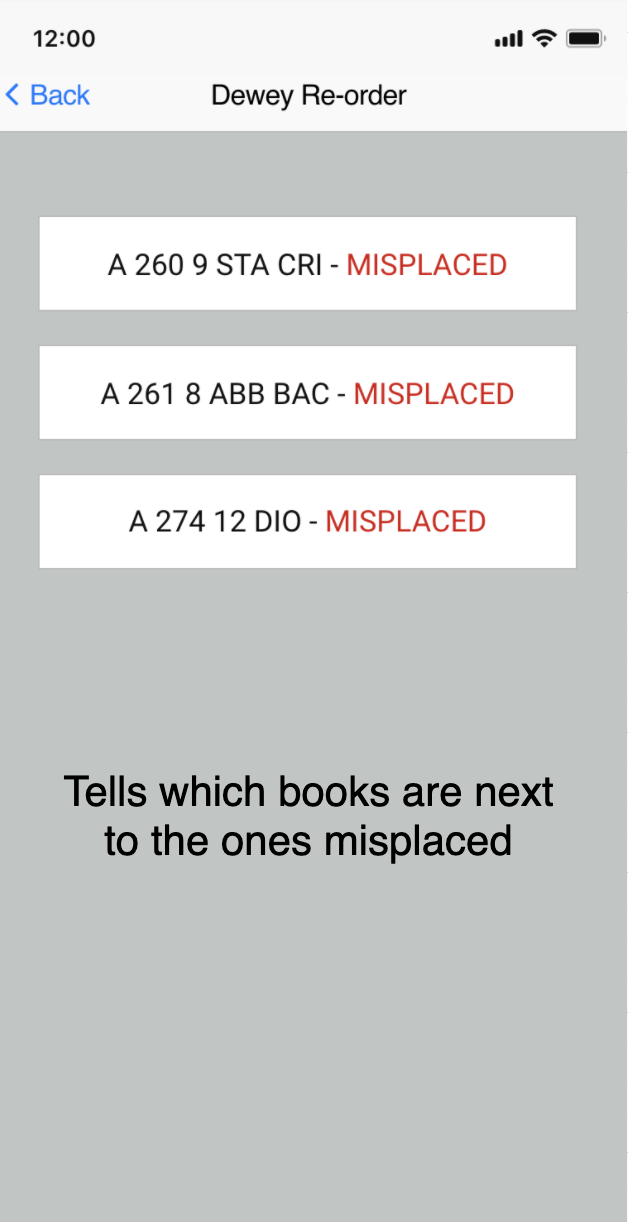 12:00
Back
Dewey Re-order
A 260 9 STA CRI - MISPLACED
A 261 8 ABB BAC - MISPLACED
A 274 12 DIO - MISPLACED
Tells which books are next
to the ones misplaced